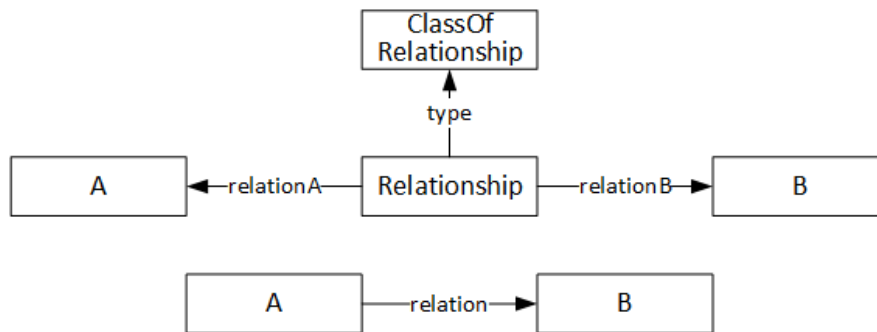 ClassOf
Relationship
type
A
relationA
Relationship
relationB
B
A
relation
B